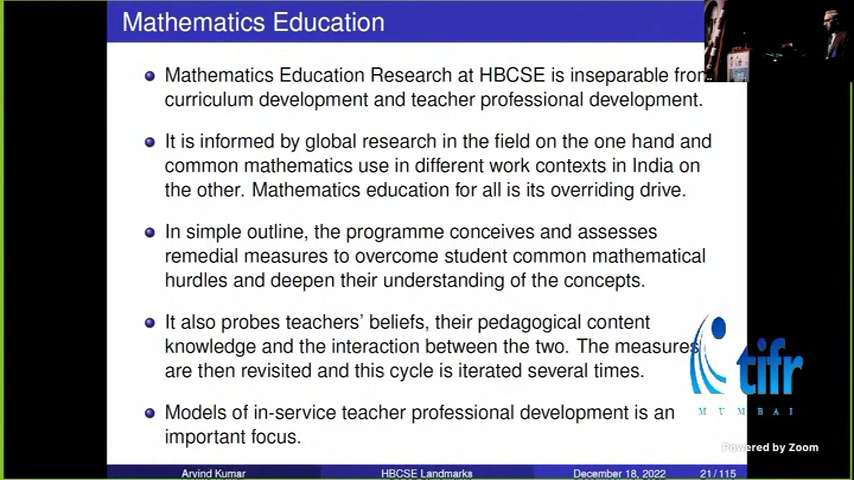 Mathematics Education
Mathematics Education Research at HBCSE is inseparable from
curriculum development and teacher professional development.
It is informed by global research in the field on the one hand and
common mathematics use in different work contexts in India on
the other. Mathematics education for all is its overriding drive.
In simple outline, the programme conceives and assesses
remedial measures to overcome student common mathematical
hurdles and deepen their understanding of the concepts.
It also probes teachers' beliefs, their pedagogical content
knowledge and the interaction between the two. The measures
are then revisited and this cycle is iterated several times.
Models of in-service teacher professional development is an
important focus.
tifr
MUMBAI
Powered by Zoom
Arvind Kumar HBCSE Landmarks December 18, 2022 21 / 115